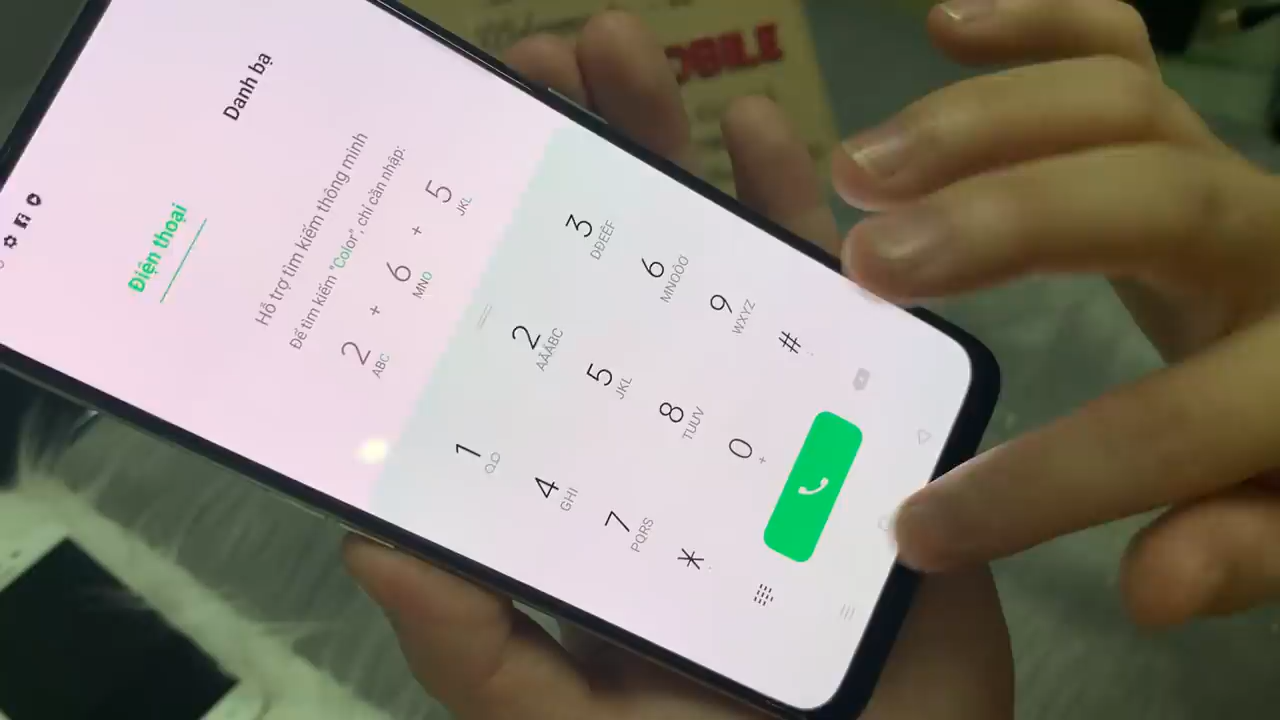 MOBILE
Điện thoại
Danh bạ
Hỗ trợ tìm kiếm thông minh
Để tìm kiếm "Color", chỉ cần nhập:
2 + 6 + 5
ABC MNO JKL
1 2 3
AĂÂBC DĐEÊF
4 5 6
GHI JKL MNOÔƠ
7 8 9
PQRS TUƯV WXYZ
* 0 #
+